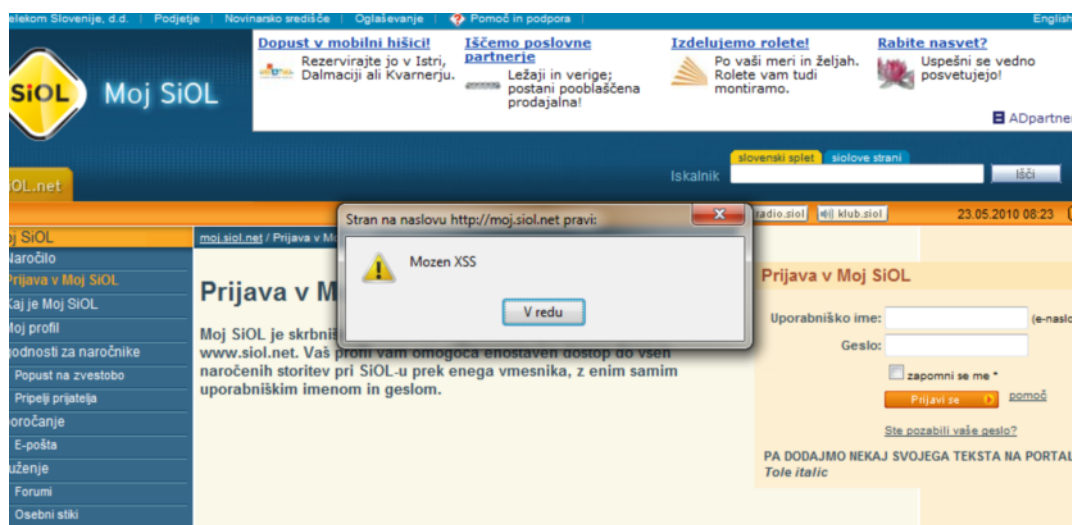 elekom Slovenije, d.d. | Podjetje | Novinarsko središče | Oglaševanje | Pomoč in podpora | English
SiOL
Moj SiOL
Dopust v mobilni hišici!
Rezervirajte jo v Istri,
Dalmaciji ali Kvarnerju.
Iščemo poslovne
partnerje
Ležaji in verige;
postani pooblaščena
prodajalna!
Izdelujemo rolete!
Po vaši meri in željah.
Rolete vam tudi
montiramo.
Rabite nasvet?
Uspešni se vedno
posvetujejo!
ADpartner
slovenski splet siolove strani
Iskalnik
Išči
iOL.net
radio.siol klub.siol 23.05.2010 08:23
Stran na naslovu http://moj.siol.net pravi:
Mozen XSS
V redu
oj SiOL
Naročilo
Prijava v Moj SiOL
Kaj je Moj SiOL
Moj profil
godnosti za naročnike
Popust na zvestobo
Pripelji prijatelja
oročanje
E-pošta
uženje
Forumi
Osebni stiki
moj.siol.net / Prijava v Mo
Prijava v M
Moj SiOL je skrbniš
www.siol.net. Vaš profil vam omogoča enostaven dostop do vseh
naročenih storitev pri SiOL-u prek enega vmesnika, z enim samim
uporabniškim imenom in geslom.
Prijava v Moj SiOL
Uporabniško ime: (e-naslo
Geslo:
zapomni se me *
Prijavi se pomoč
Ste pozabili vaše geslo?
PA DODAJMO NEKAJ SVOJEGA TEKSTA NA PORTAL
Tole italic